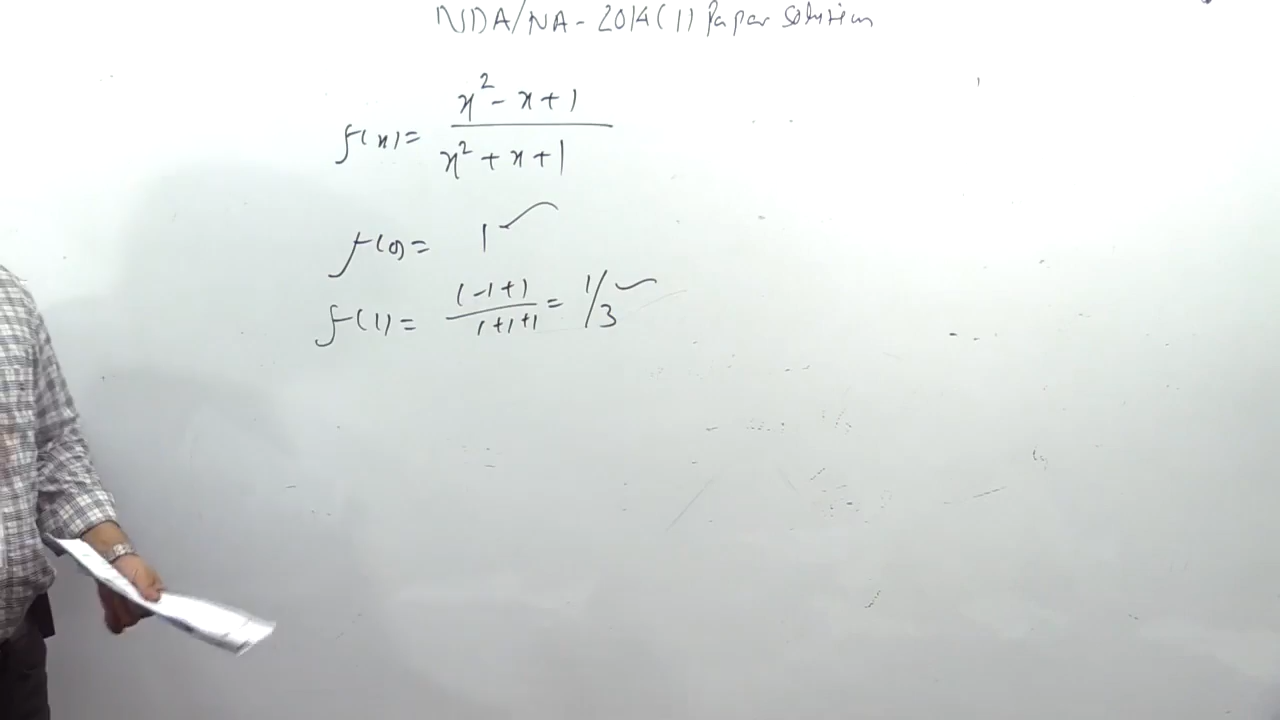 NDA/NA - 2014 (1) Paper Solution
f(x) = x² - x + 1 / x² + x + 1
f(0) = 1
f(1) = (-1+1 / 1+1+1 = 1/3